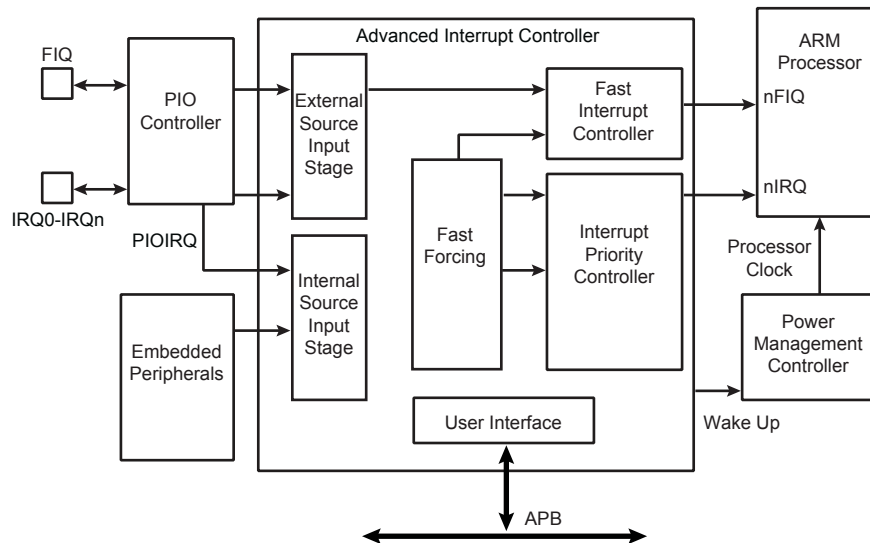 Advanced Interrupt Controller
FIQ
PIO
Controller
IRQ0-IRQn
PIOIRQ
Embedded
Peripherals
External
Source
Input
Stage
Internal
Source
Input
Stage
Fast
Forcing
Fast
Interrupt
Controller
Interrupt
Priority
Controller
User Interface
APB
ARM
Processor
nFIQ
nIRQ
Processor
Clock
Power
Management
Controller
Wake Up